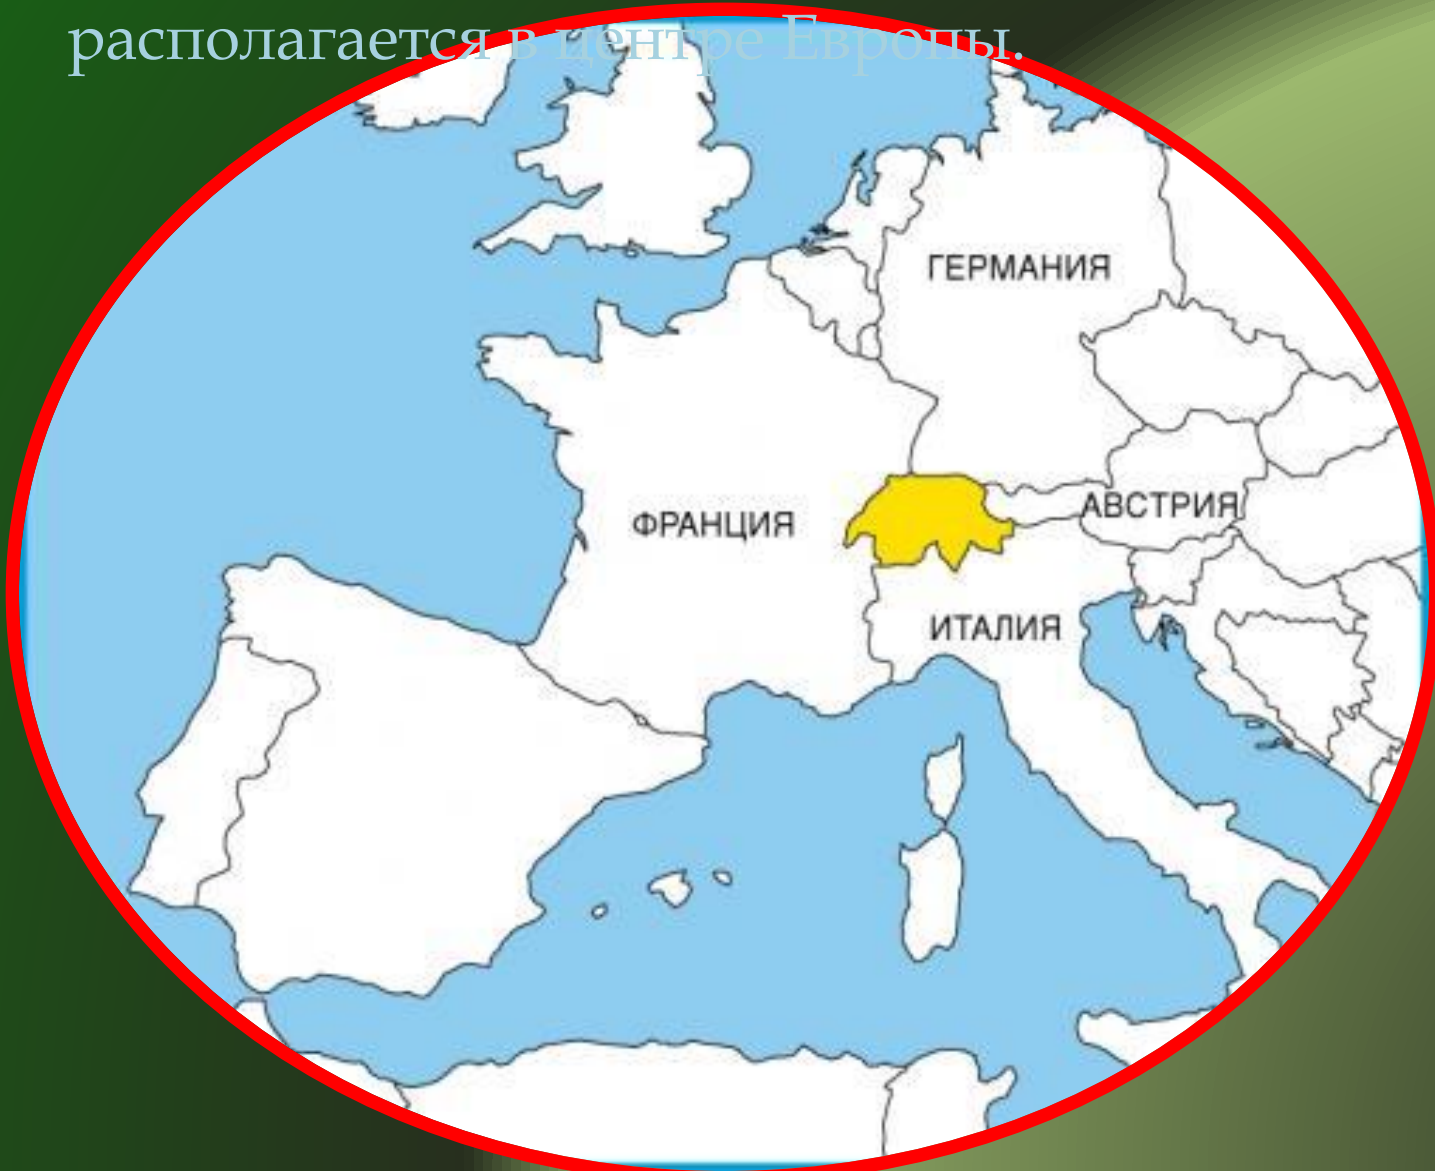 располагается в центре Европы.
ГЕРМАНИЯ
АВСТРИЯ
ФРАНЦИЯ
ИТАЛИЯ